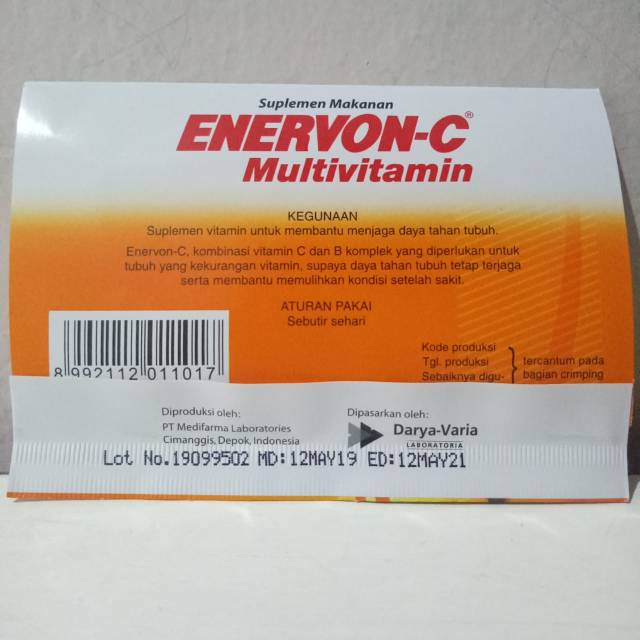 Suplemen Makanan
ENERVON-C®
Multivitamin
KEGUNAAN
Suplemen vitamin untuk membantu menjaga daya tahan tubuh.
Enervon-C, kombinasi vitamin C dan B komplek yang diperlukan untuk
tubuh yang kekurangan vitamin, supaya daya tahan tubuh tetap terjaga
serta membantu memulihkan kondisi setelah sakit.
ATURAN PAKAI
Sebutir sehari
8 992112 011017
Kode produksi
Tgl. produksi
Sebaiknya digu-
tercantum pada
bagian crimping
Diproduksi oleh:
PT Medifarma Laboratories
Cimanggis, Depok, Indonesia
Dipasarkan oleh:
Darya-Varia
LABORATORIA
Lot No.19099502 MD:12MAY19 ED:12MAY21